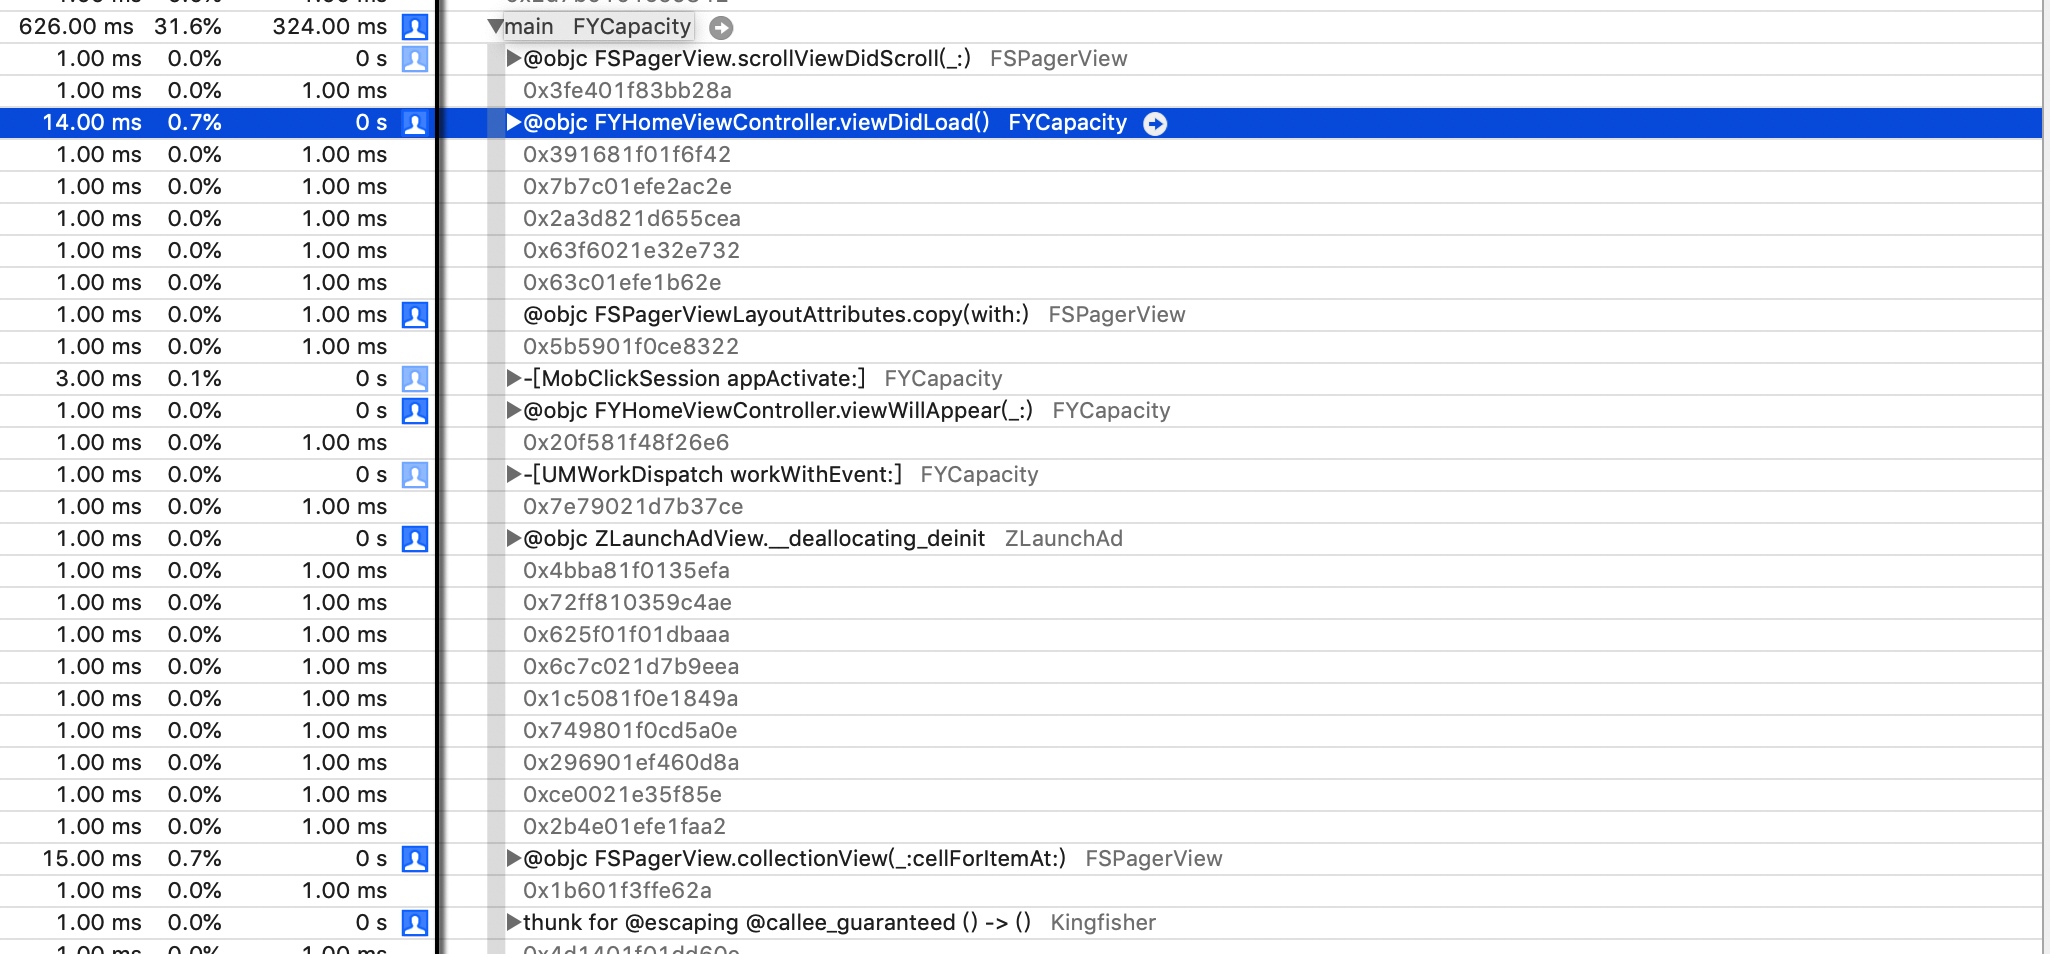 626.00 ms 31.6% 324.00 ms main FYCapacity
1.00 ms 0.0% 0 s @objc FSPagerView.scrollViewDidScroll(_:) FSPagerView
1.00 ms 0.0% 1.00 ms 0x3fe401f83bb28a
14.00 ms 0.7% 0 s @objc FYHomeViewController.viewDidLoad() FYCapacity
1.00 ms 0.0% 1.00 ms 0x391681f01f6f42
1.00 ms 0.0% 1.00 ms 0x7b7c01efe2ac2e
1.00 ms 0.0% 1.00 ms 0x2a3d821d655cea
1.00 ms 0.0% 1.00 ms 0x63f6021e32e732
1.00 ms 0.0% 1.00 ms 0x63c01efe1b62e
1.00 ms 0.0% 1.00 ms @objc FSPagerViewLayoutAttributes.copy(with:) FSPagerView
1.00 ms 0.0% 1.00 ms 0x5b5901f0ce8322
3.00 ms 0.1% 0 s -[MobClickSession appActivate:] FYCapacity
1.00 ms 0.0% 0 s @objc FYHomeViewController.viewWillAppear(_:) FYCapacity
1.00 ms 0.0% 1.00 ms 0x20f581f48f26e6
1.00 ms 0.0% 0 s -[UMWorkDispatch workWithEvent:] FYCapacity
1.00 ms 0.0% 1.00 ms 0x7e79021d7b37ce
1.00 ms 0.0% 0 s @objc ZLaunchAdView.__deallocating_deinit ZLaunchAd
1.00 ms 0.0% 1.00 ms 0x4bba81f0135efa
1.00 ms 0.0% 1.00 ms 0x72ff810359c4ae
1.00 ms 0.0% 1.00 ms 0x625f01f01dbaaa
1.00 ms 0.0% 1.00 ms 0x6c7c021d7b9eea
1.00 ms 0.0% 1.00 ms 0x1c5081f0e1849a
1.00 ms 0.0% 1.00 ms 0x749801f0cd5a0e
1.00 ms 0.0% 1.00 ms 0x296901ef460d8a
1.00 ms 0.0% 1.00 ms 0xce0021e35f85e
1.00 ms 0.0% 1.00 ms 0x2b4e01efe1faa2
15.00 ms 0.7% 0 s @objc FSPagerView.collectionView(_:cellForItemAt:) FSPagerView
1.00 ms 0.0% 1.00 ms 0x1b601f3ffe62a
1.00 ms 0.0% 0 s thunk for @escaping @callee_guaranteed () -> () Kingfisher